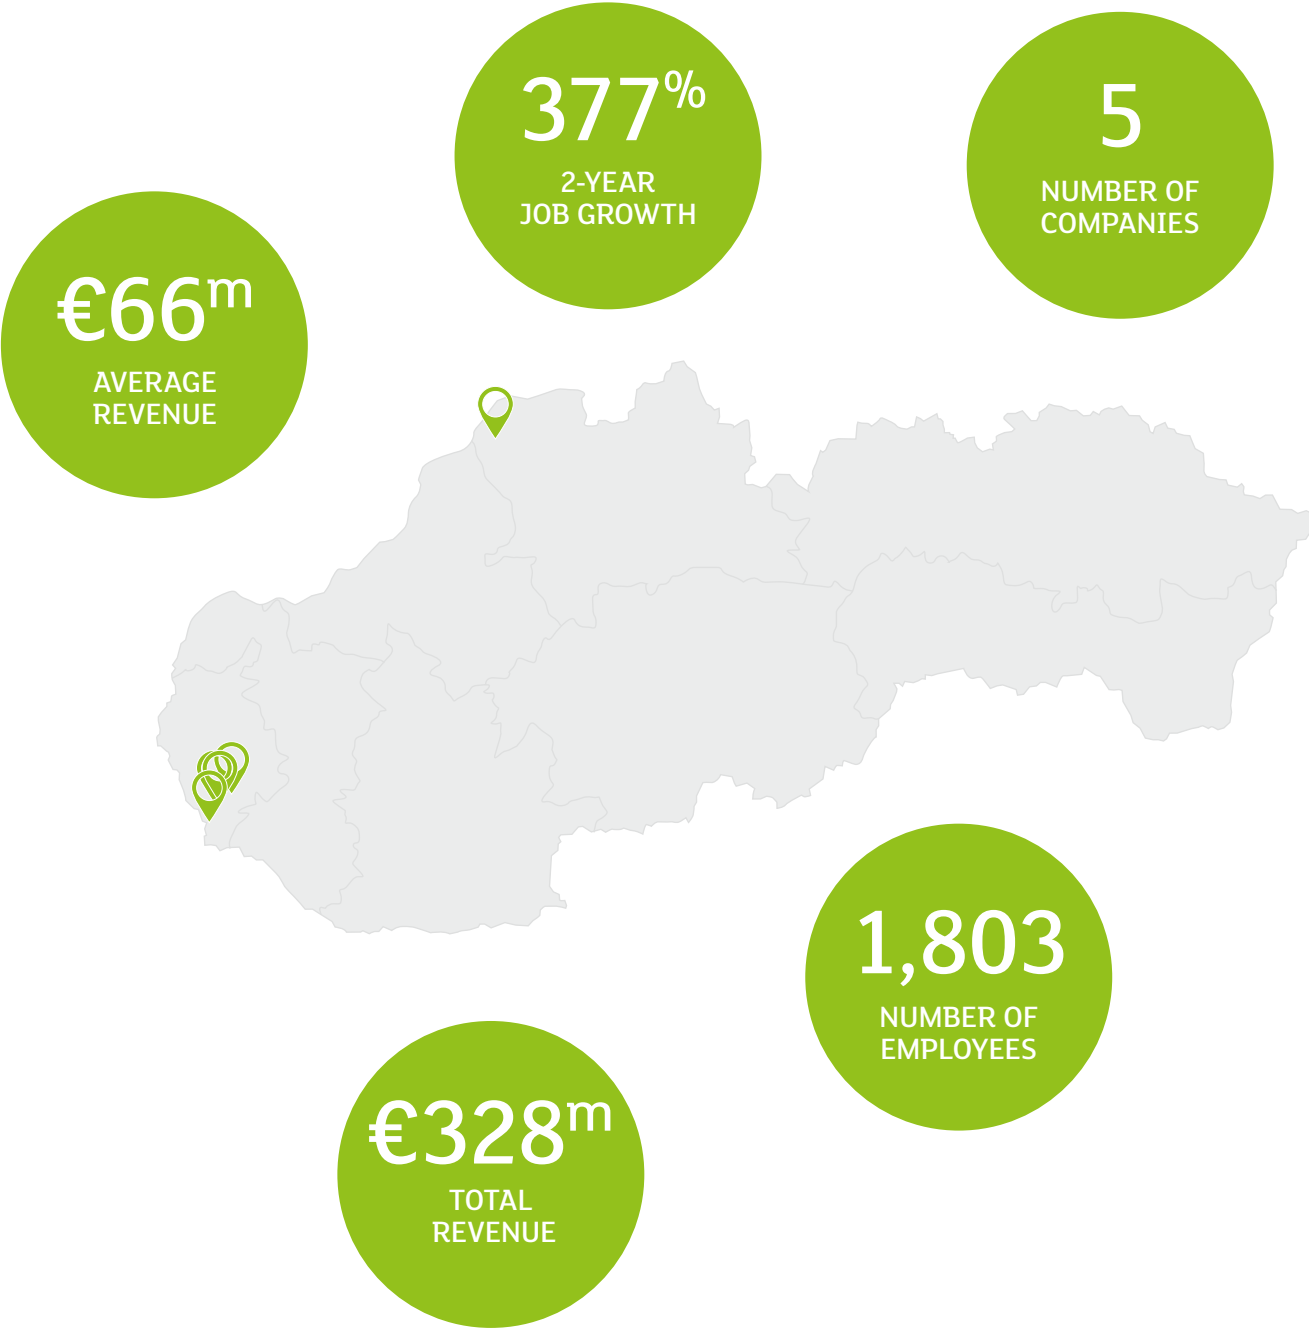 377%
2-YEAR
JOB GROWTH
5
NUMBER OF
COMPANIES
€66m
AVERAGE
REVENUE
1,803
NUMBER OF
EMPLOYEES
€328m
TOTAL
REVENUE